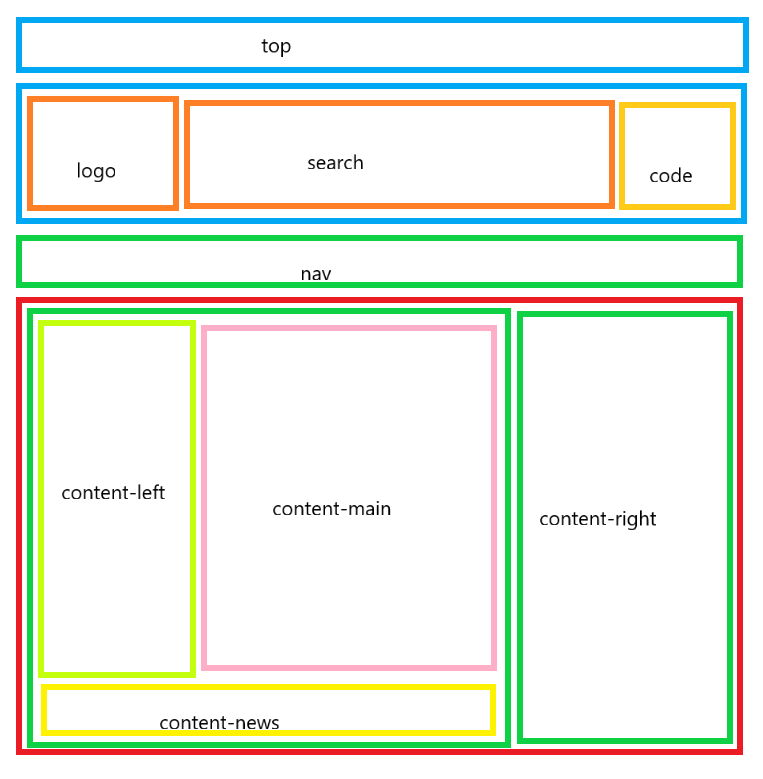 top
logo
search
code
nav
content-left
content-main
content-right
content-news